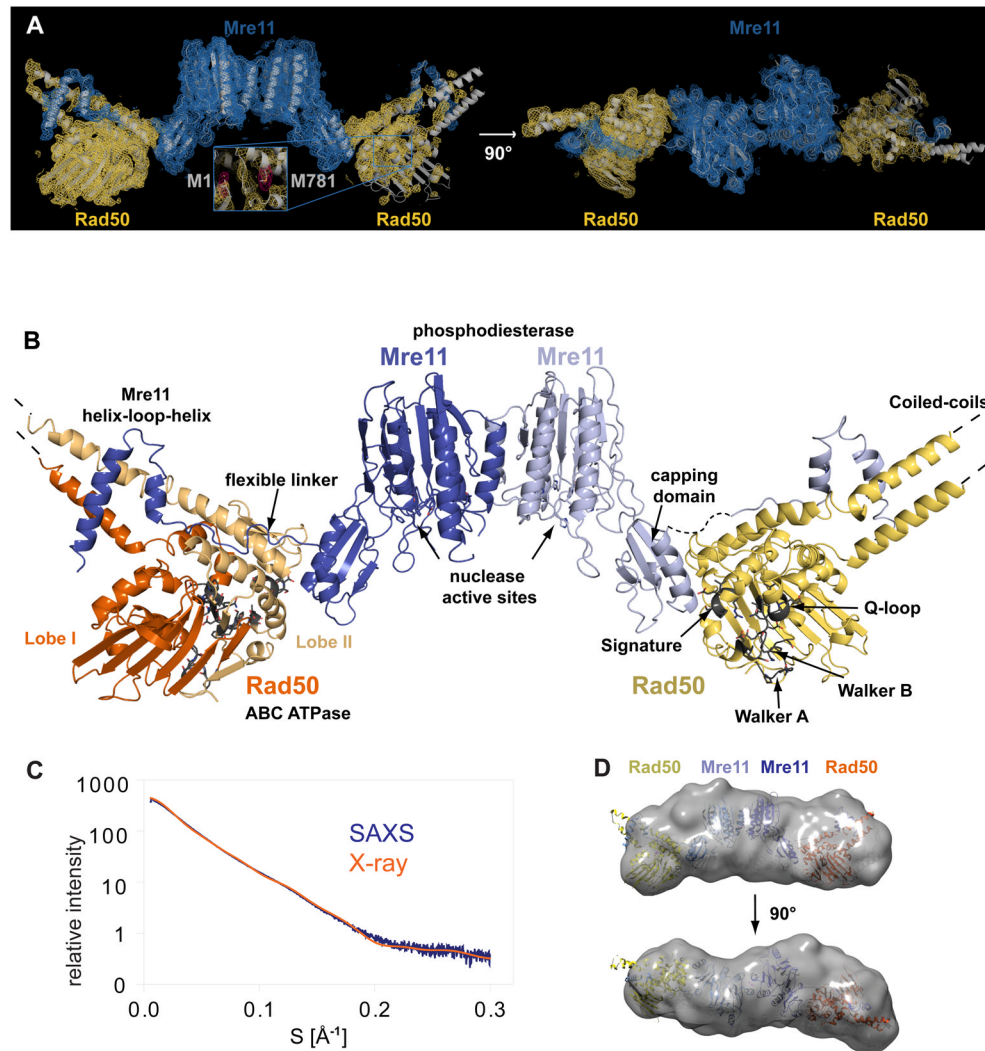 A
Mre11
Mre11
90°
M1
M781
Rad50
Rad50
Rad50
Rad50
B
phosphodiesterase
Mre11
Mre11
Mre11
helix-loop-helix
Coiled-coils
flexible linker
capping
domain
nuclease
active sites
Q-loop
Lobe I
Lobe II
Signature
Rad50
Rad50
Walker B
ABC ATPase
Walker A
C
D
Rad50 Mre11 Mre11 Rad50
1000
100
10
1
0
relative intensity
SAXS
X-ray
0.0 0.1 0.2 0.3
S [Å⁻¹]
90°